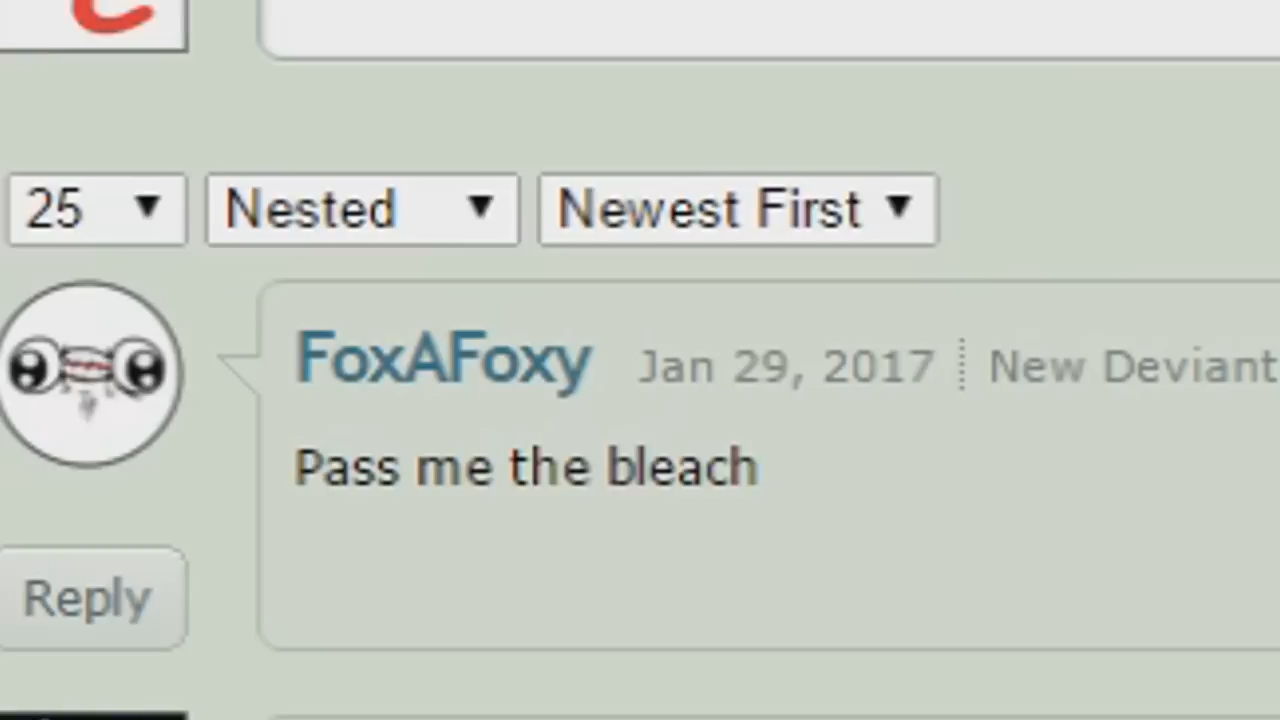 25 Nested Newest First
FoxAFoxy Jan 29, 2017 New Deviant
Pass me the bleach
Reply